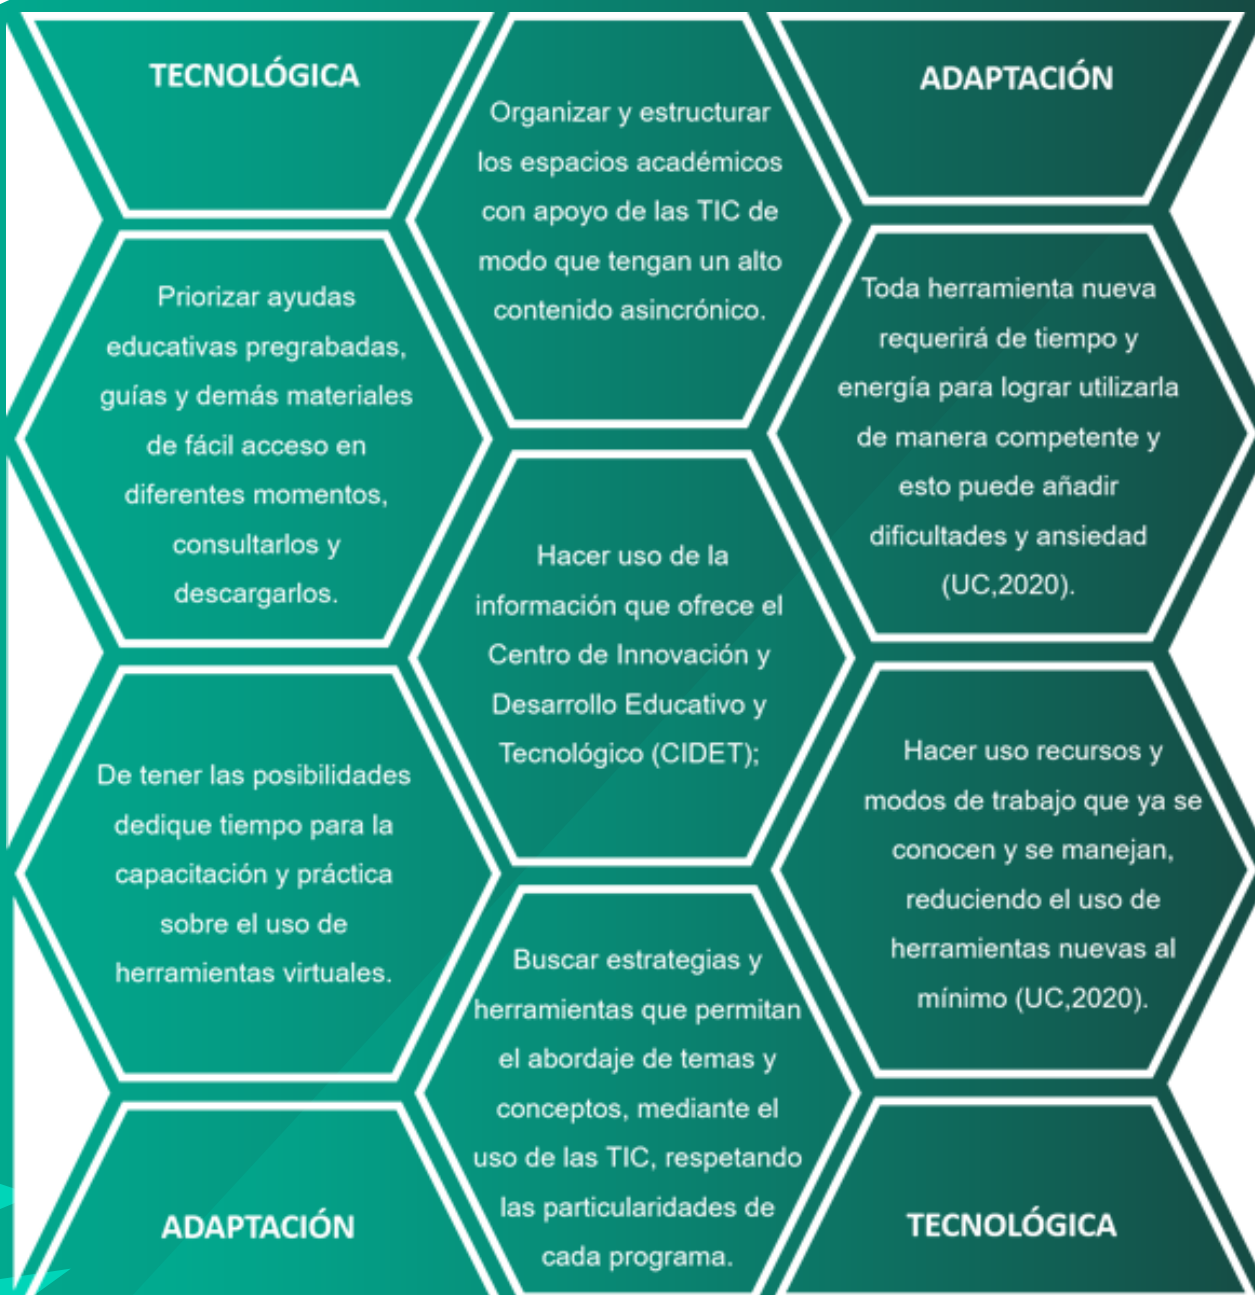 TECNOLÓGICA
ADAPTACIÓN
Organizar y estructurar
los espacios académicos
con apoyo de las TIC de
modo que tengan un alto
contenido asincrónico.
Priorizar ayudas
educativas pregrabadas,
guías y demás materiales
de fácil acceso en
diferentes momentos,
consultarlos y
descargarlos.
Toda herramienta nueva
requerirá de tiempo y
energía para lograr utilizarla
de manera competente y
esto puede añadir
dificultades y ansiedad
(UC,2020).
Hacer uso de la
información que ofrece el
Centro de Innovación y
Desarrollo Educativo y
Tecnológico (CIDET);
De tener las posibilidades
dedique tiempo para la
capacitación y práctica
sobre el uso de
herramientas virtuales.
Hacer uso recursos y
modos de trabajo que ya se
conocen y se manejan,
reduciendo el uso de
herramientas nuevas al
mínimo (UC,2020).
Buscar estrategias y
herramientas que permitan
el abordaje de temas y
conceptos, mediante el
uso de las TIC, respetando
las particularidades de
cada programa.
ADAPTACIÓN
TECNOLÓGICA